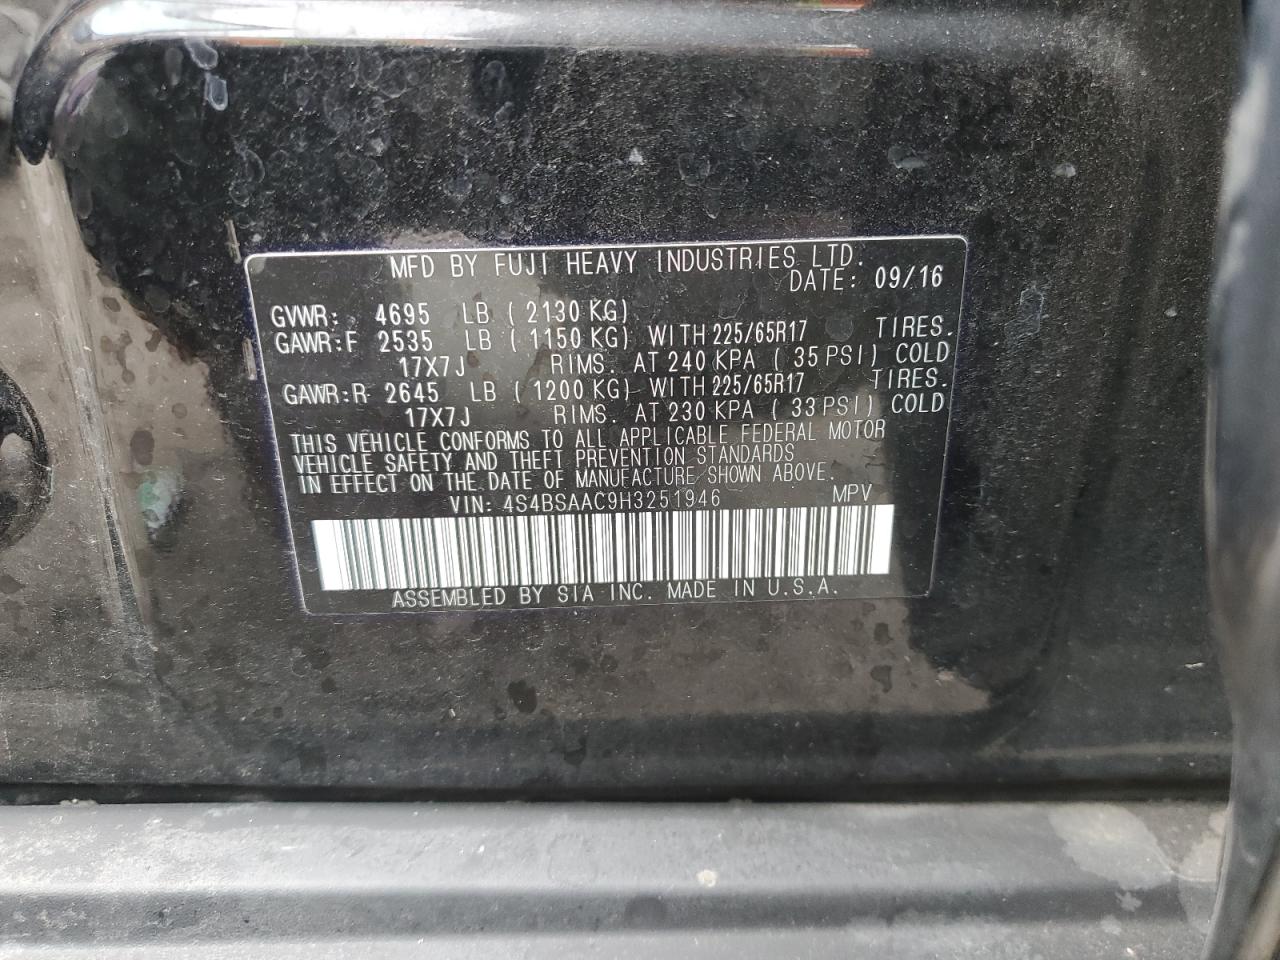 MFD BY FUJI HEAVY INDUSTRIES LTD.
DATE: 09/16
GVWR: 4695 LB ( 2130 KG)
GAWR:F 2535 LB ( 1150 KG) WITH 225/65R17 TIRES.
17X7J RIMS. AT 240 KPA ( 35 PSI) COLD
GAWR:R 2645 LB ( 1200 KG) WITH 225/65R17 TIRES.
17X7J RIMS. AT 230 KPA ( 33 PSI) COLD
THIS VEHICLE CONFORMS TO ALL APPLICABLE FEDERAL MOTOR
VEHICLE SAFETY AND THEFT PREVENTION STANDARDS
IN EFFECT ON THE DATE OF MANUFACTURE SHOWN ABOVE.
VIN: 4S4BSAAC9H3251946 MPV
ASSEMBLED BY SIA INC. MADE IN U.S.A.